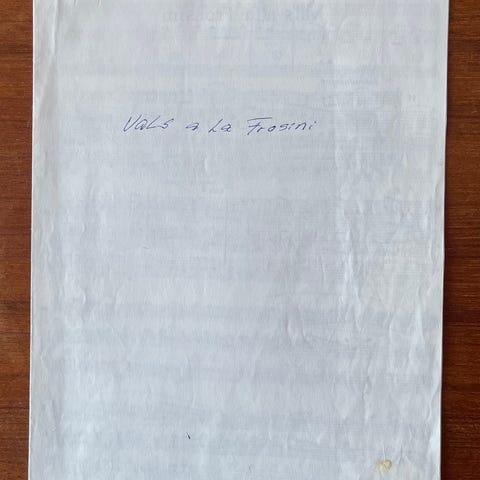 Vals a La Frosini